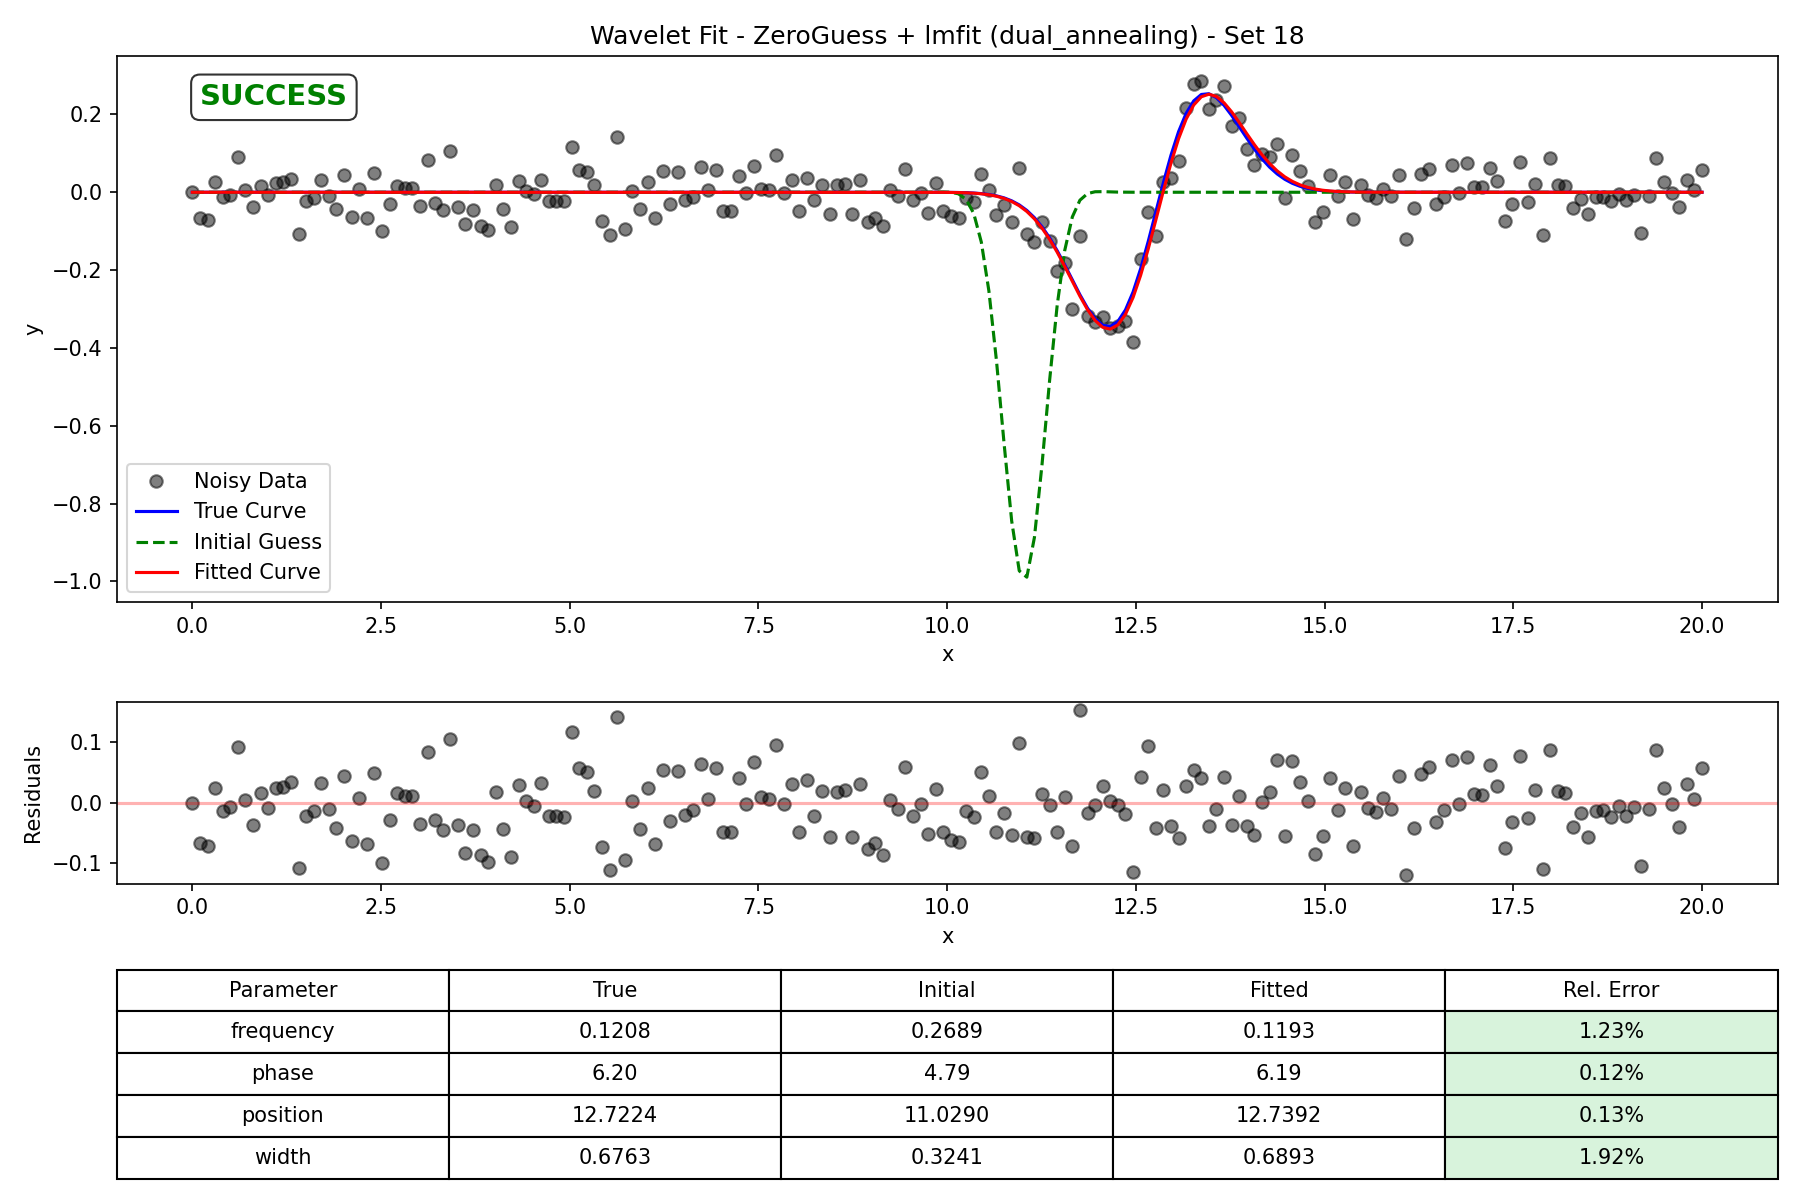 Wavelet Fit - ZeroGuess + lmfit (dual_annealing) - Set 18
SUCCESS
0.2
0.0
−0.2
−0.4
−0.6
−0.8
−1.0
y
Noisy Data
True Curve
Initial Guess
Fitted Curve
0.0 2.5 5.0 7.5 10.0 12.5 15.0 17.5 20.0
x
0.1
0.0
−0.1
Residuals
0.0 2.5 5.0 7.5 10.0 12.5 15.0 17.5 20.0
x
Parameter True Initial Fitted Rel. Error
frequency 0.1208 0.2689 0.1193 1.23%
phase 6.20 4.79 6.19 0.12%
position 12.7224 11.0290 12.7392 0.13%
width 0.6763 0.3241 0.6893 1.92%